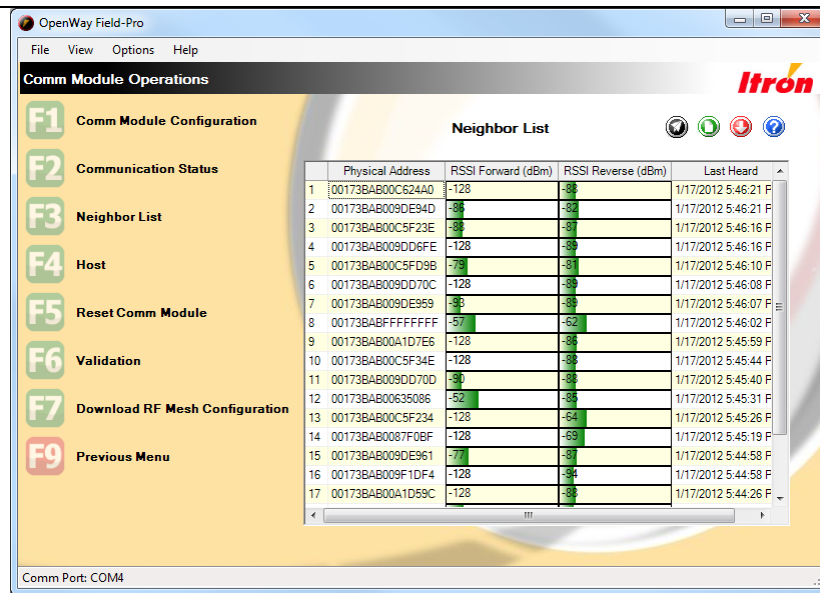 OpenWay Field-Pro
File View Options Help
Comm Module Operations
Itrón
F1 Comm Module Configuration
F2 Communication Status
F3 Neighbor List
F4 Host
F5 Reset Comm Module
F6 Validation
F7 Download RF Mesh Configuration
F9 Previous Menu
Neighbor List
Physical Address RSSI Forward (dBm) RSSI Reverse (dBm) Last Heard
1 00173BAB00C624A0 -128 -88 1/17/2012 5:46:21 P
2 00173BAB009DE94D -86 -82 1/17/2012 5:46:21 P
3 00173BAB00C5F23E -88 -87 1/17/2012 5:46:16 P
4 00173BAB009DD6FE -128 -89 1/17/2012 5:46:16 P
5 00173BAB00C5FD9B -79 -81 1/17/2012 5:46:10 P
6 00173BAB009DD70C -128 -89 1/17/2012 5:46:08 P
7 00173BAB009DE959 -93 -89 1/17/2012 5:46:07 P
8 00173BABFFFFFFFF -57 -62 1/17/2012 5:46:02 P
9 00173BAB00A1D7E6 -128 -86 1/17/2012 5:45:59 P
10 00173BAB00C5F34E -128 -88 1/17/2012 5:45:44 P
11 00173BAB009DD70D -90 -88 1/17/2012 5:45:40 P
12 00173BAB00635086 -52 -85 1/17/2012 5:45:31 P
13 00173BAB00C5F234 -128 -64 1/17/2012 5:45:26 P
14 00173BAB0087F0BF -128 -69 1/17/2012 5:45:19 P
15 00173BAB009DE961 -77 -87 1/17/2012 5:44:58 P
16 00173BAB009F1DF4 -128 -94 1/17/2012 5:44:58 P
17 00173BAB00A1D59C -128 -88 1/17/2012 5:44:26 P
Comm Port: COM4